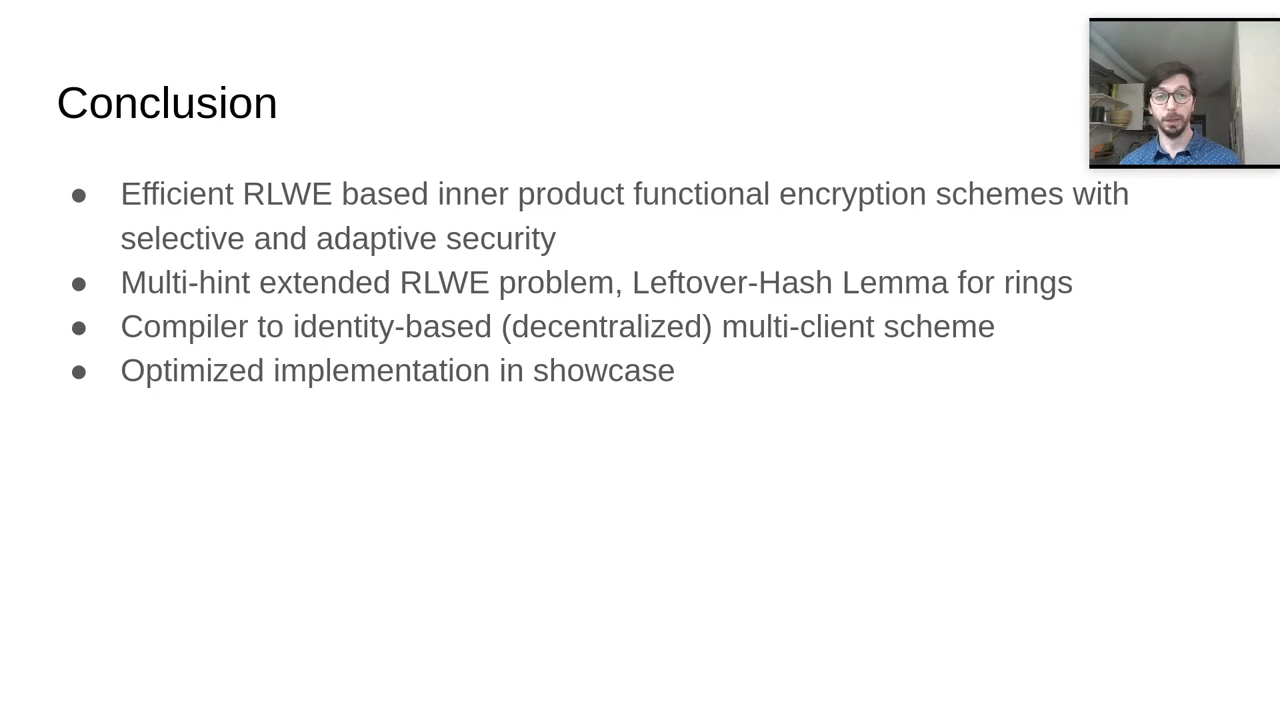 Conclusion
● Efficient RLWE based inner product functional encryption schemes with
selective and adaptive security
● Multi-hint extended RLWE problem, Leftover-Hash Lemma for rings
● Compiler to identity-based (decentralized) multi-client scheme
● Optimized implementation in showcase